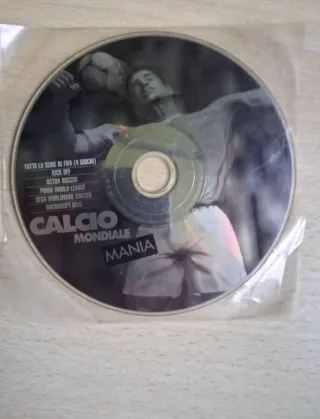 TUTTA LA SERIE DI FIFA (4 GIOCHI)
KICK OFF
ACTUA SOCCER
PUMA WORLD LEAGUE
SEGA WORLDWIDE SOCCER
MICROSOFT
CALCIO
MONDIALE
MANIA